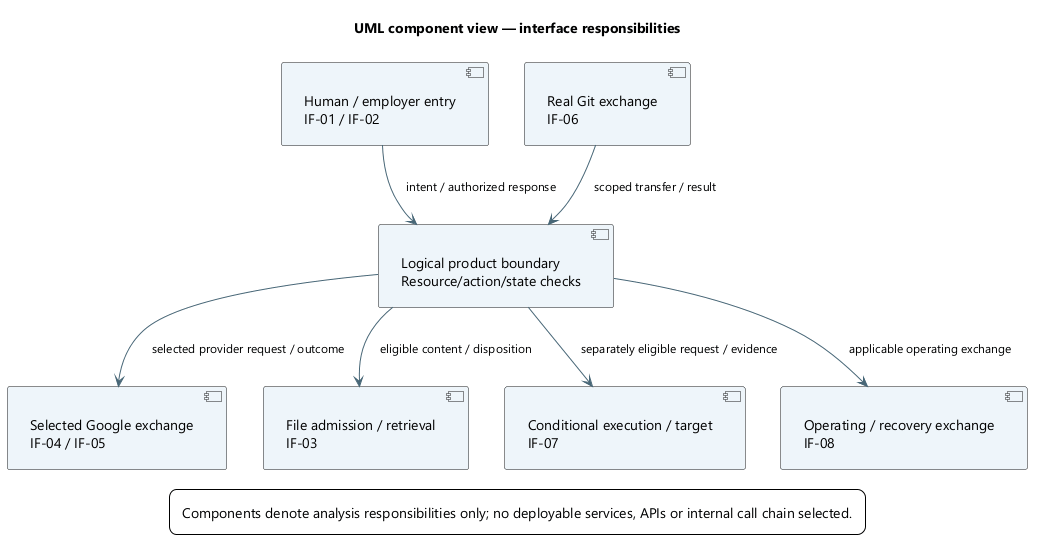 UML component view — interface responsibilities
Human / employer entry
IF-01 / IF-02
Real Git exchange
IF-06
intent / authorized response
scoped transfer / result
Logical product boundary
Resource/action/state checks
selected provider request / outcome
eligible content / disposition
separately eligible request / evidence
applicable operating exchange
Selected Google exchange
IF-04 / IF-05
File admission / retrieval
IF-03
Conditional execution / target
IF-07
Operating / recovery exchange
IF-08
Components denote analysis responsibilities only; no deployable services, APIs or internal call chain selected.